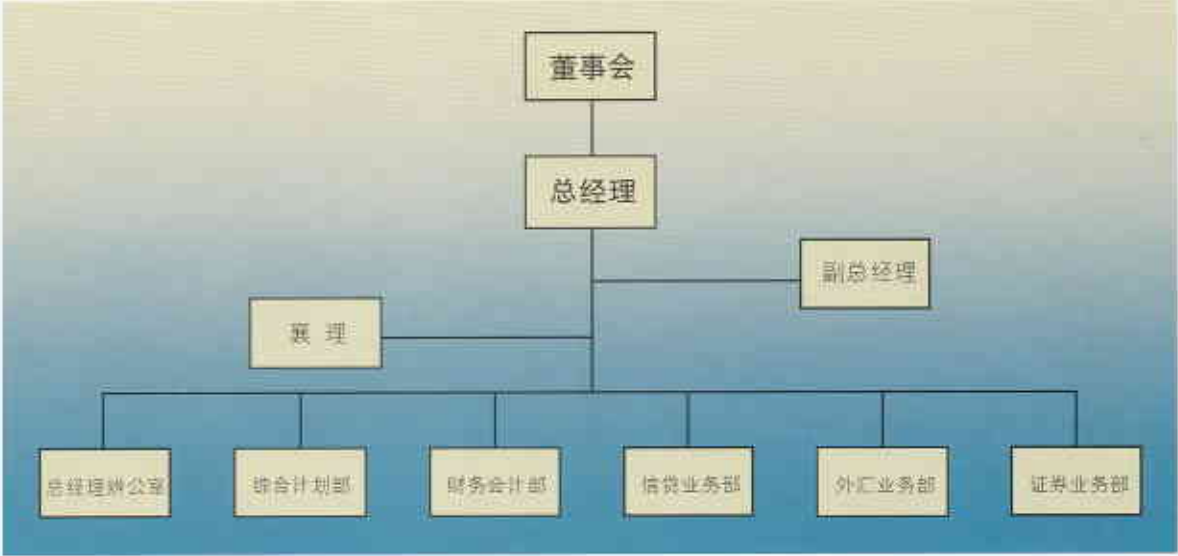 董事会
总经理
副总经理
襄理
总经理办公室
综合计划部
财务会计部
信贷业务部
外汇业务部
证券业务部